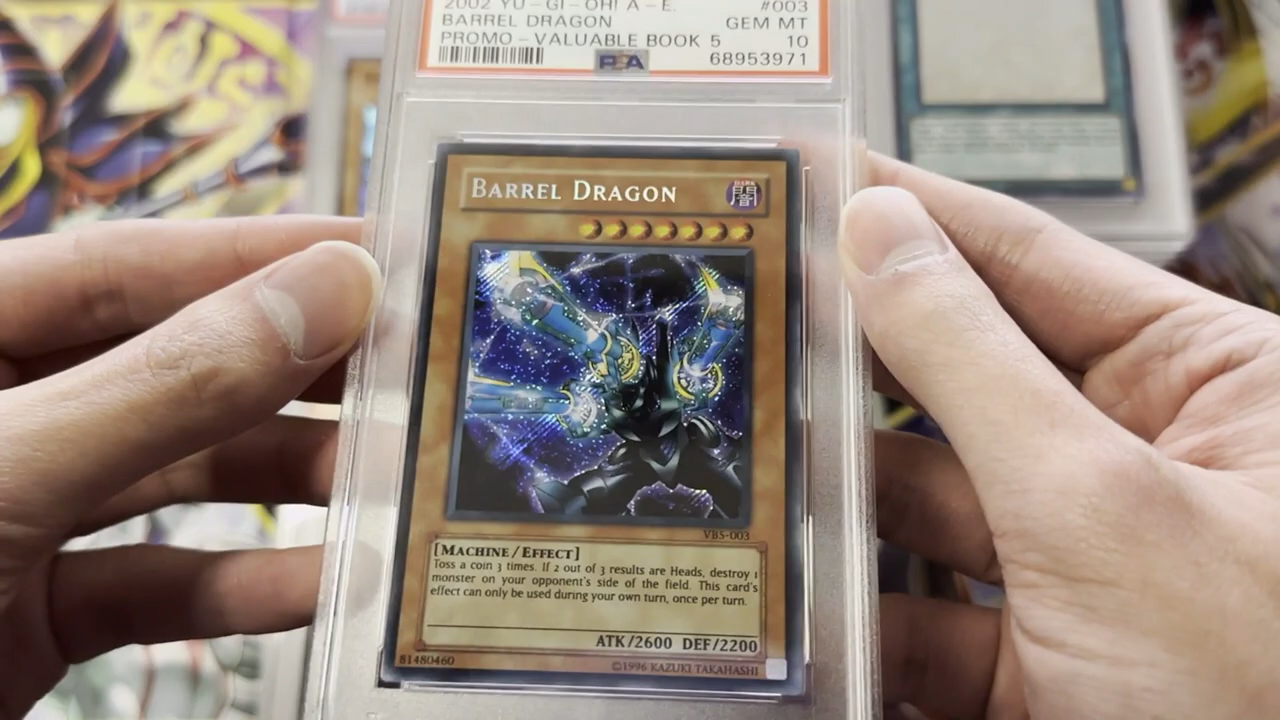 2002 YU-GI-OH! A-E. #003
BARREL DRAGON GEM MT
PROMO-VALUABLE BOOK 5 10
PSA 68953971
BARREL DRAGON
DARK
闇
VB5-003
[MACHINE/EFFECT]
Toss a coin 3 times. If 2 out of 3 results are Heads, destroy 1
monster on your opponent's side of the field. This card's
effect can only be used during your own turn, once per turn.
ATK/2600 DEF/2200
81480460 ©1996 KAZUKI TAKAHASHI